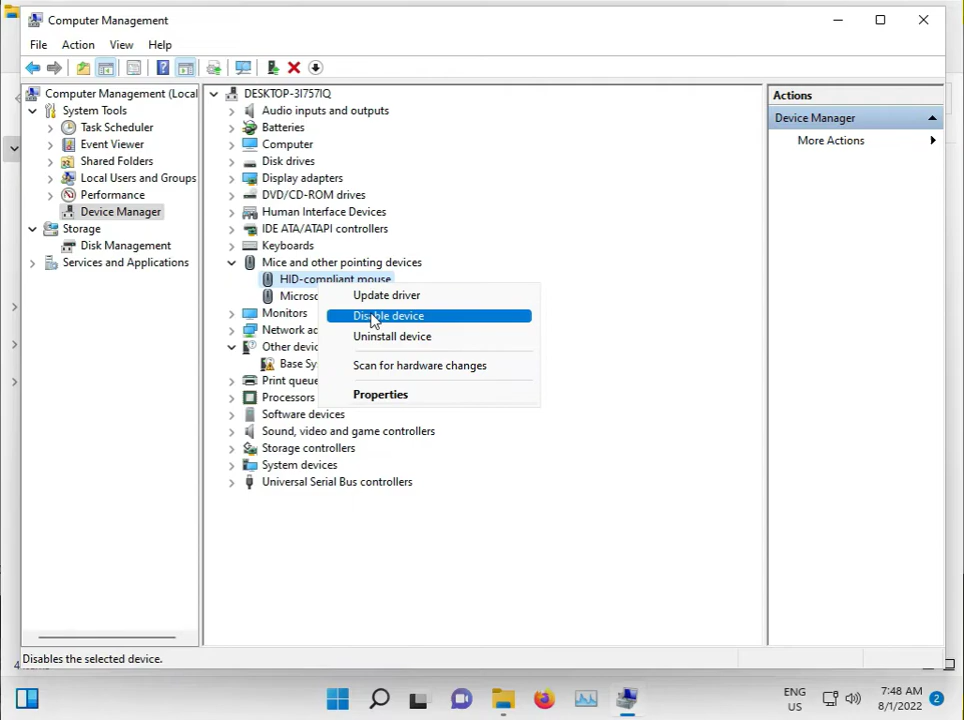 Computer Management
File Action View Help
Computer Management (Local
System Tools
Task Scheduler
Event Viewer
Shared Folders
Local Users and Groups
Performance
Device Manager
Storage
Disk Management
Services and Applications
DESKTOP-3I757IQ
Audio inputs and outputs
Batteries
Computer
Disk drives
Display adapters
DVD/CD-ROM drives
Human Interface Devices
IDE ATA/ATAPI controllers
Keyboards
Mice and other pointing devices
HID-compliant mouse
Microso
Monitors
Network ad
Other devic
Base Sy
Print queue
Processors
Software devices
Sound, video and game controllers
Storage controllers
System devices
Universal Serial Bus controllers
Update driver
Disable device
Uninstall device
Scan for hardware changes
Properties
Actions
Device Manager
More Actions
Disables the selected device.
ENG
US
7:48 AM
8/1/2022
2